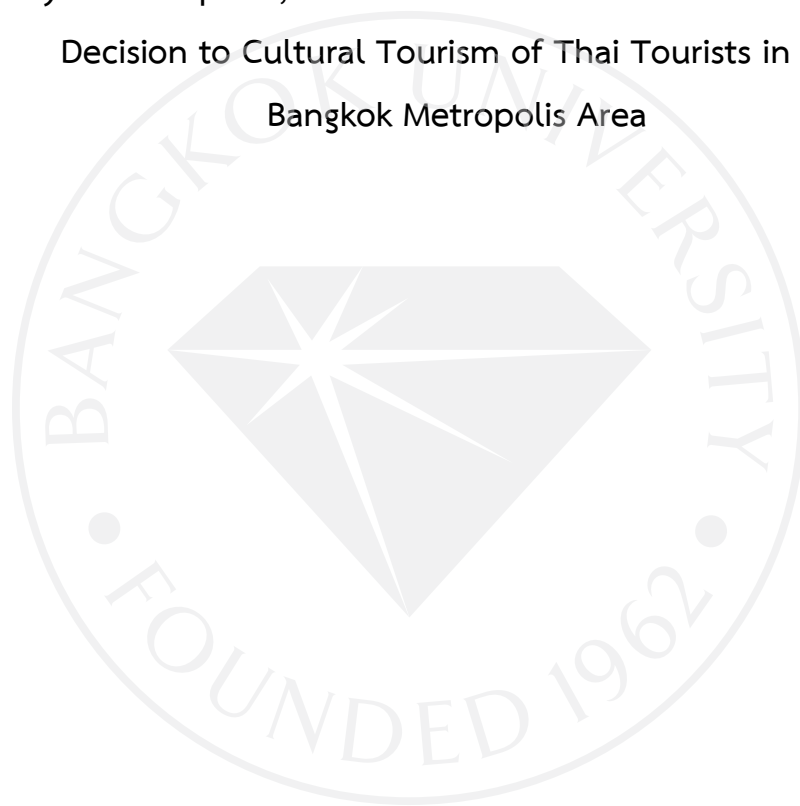 Decision to Cultural Tourism of Thai Tourists in
Bangkok Metropolis Area
BANGKOK UNIVERSITY
FOUNDED 1962